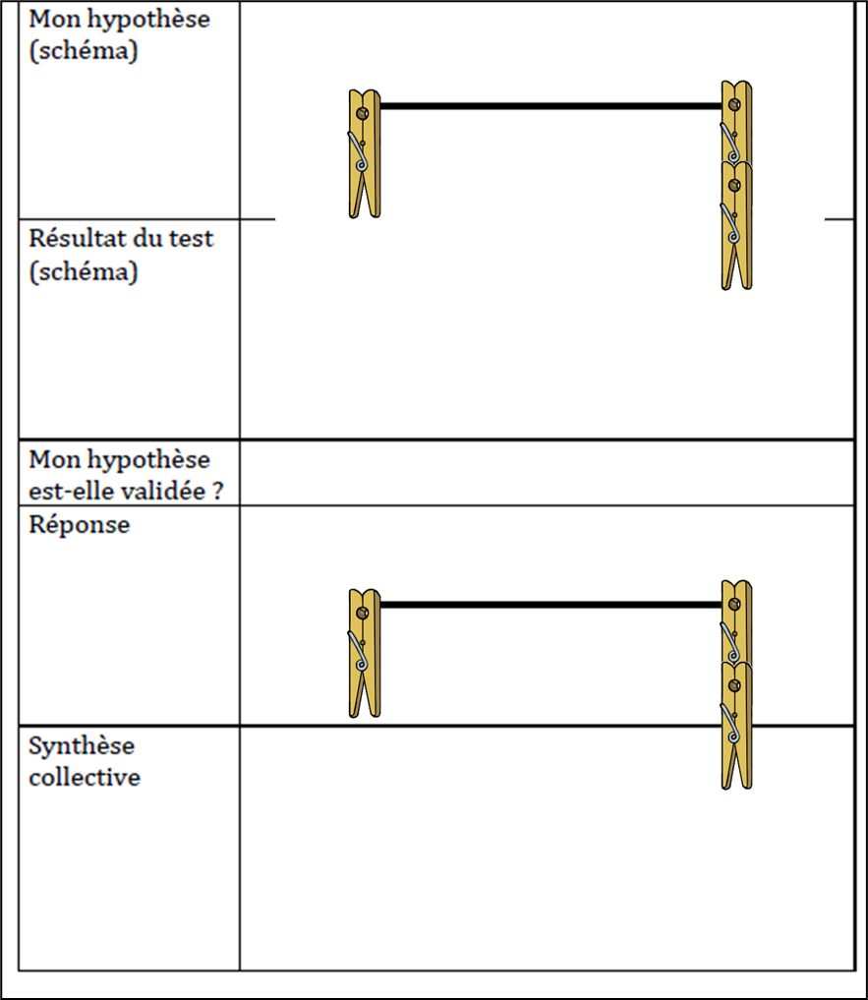 Mon hypothèse
(schéma)
Résultat du test
(schéma)
Mon hypothèse
est-elle validée ?
Réponse
Synthèse
collective